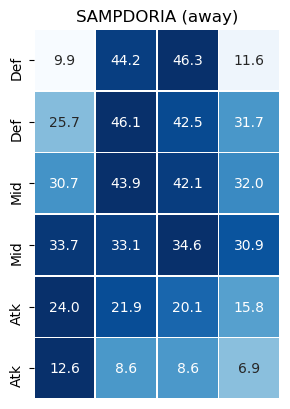 SAMPDORIA (away)
Def 9.9 44.2 46.3 11.6
Def 25.7 46.1 42.5 31.7
Mid 30.7 43.9 42.1 32.0
Mid 33.7 33.1 34.6 30.9
Atk 24.0 21.9 20.1 15.8
Atk 12.6 8.6 8.6 6.9